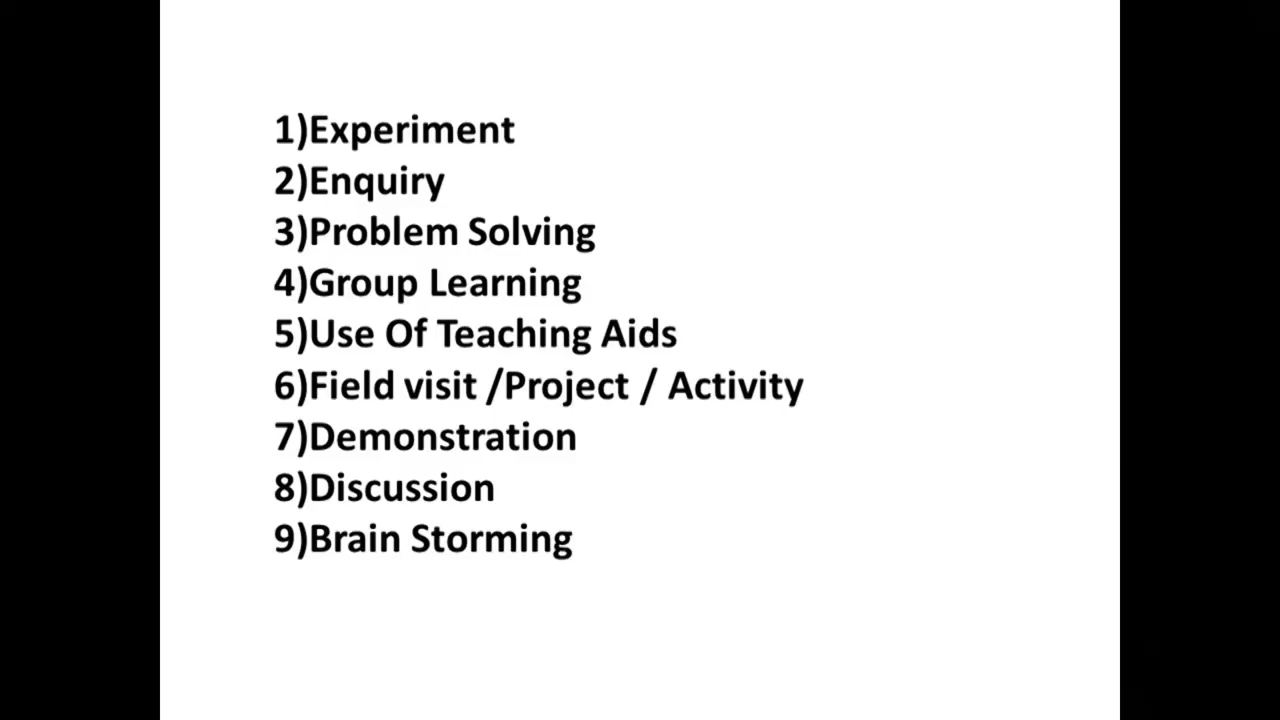 1)Experiment
2)Enquiry
3)Problem Solving
4)Group Learning
5)Use Of Teaching Aids
6)Field visit /Project / Activity
7)Demonstration
8)Discussion
9)Brain Storming